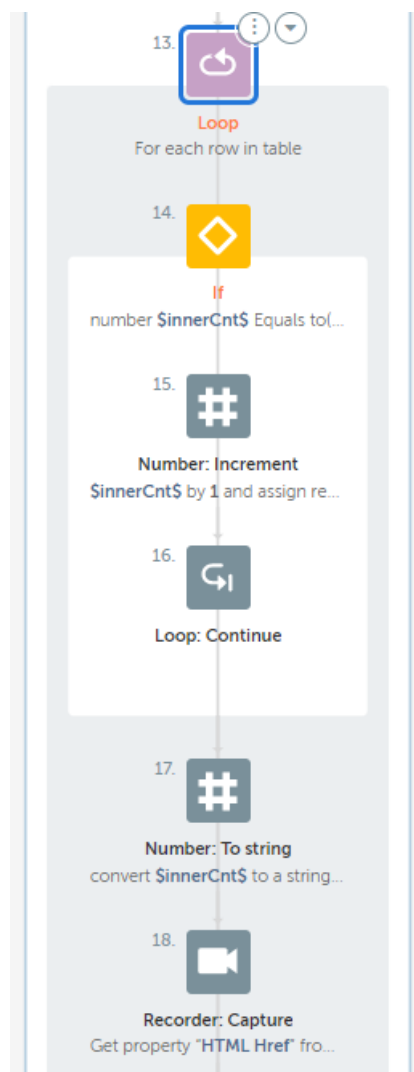 13.
Loop
For each row in table
14.
If
number $innerCnt$ Equals to(...
15.
Number: Increment
$innerCnt$ by 1 and assign re...
16.
Loop: Continue
17.
Number: To string
convert $innerCnt$ to a string...
18.
Recorder: Capture
Get property "HTML Href" fro...